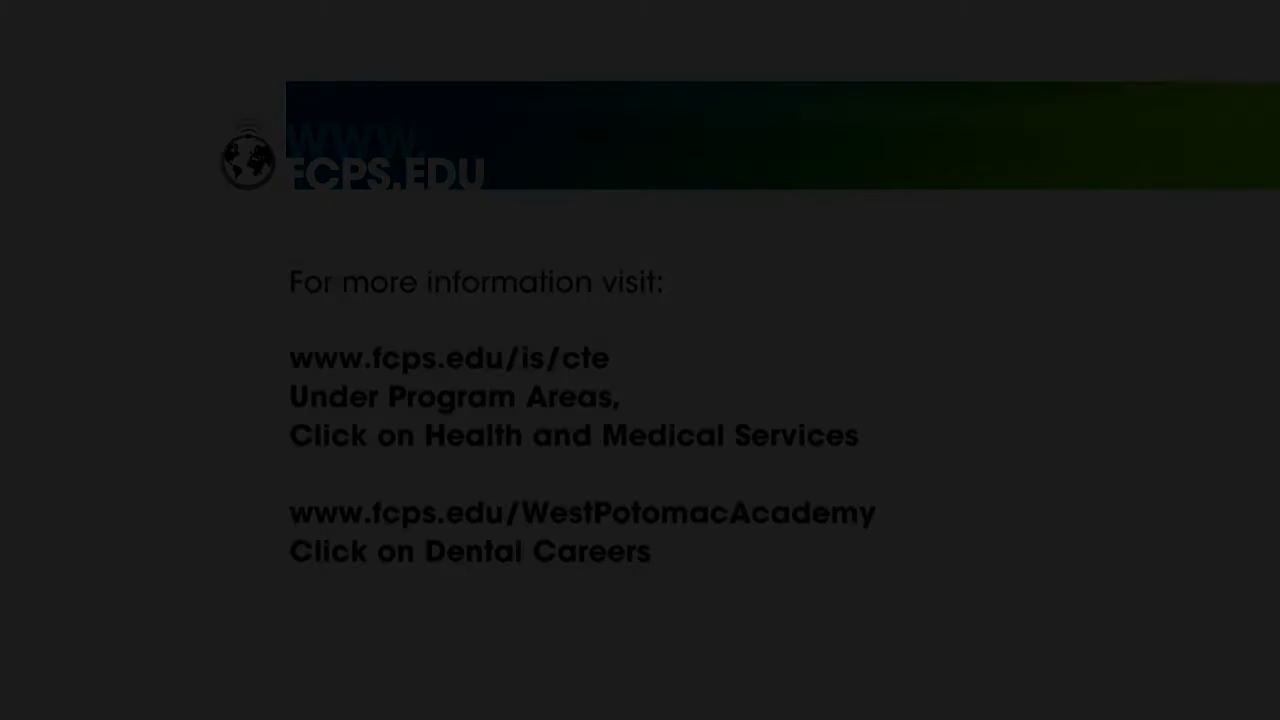 WWW.
FCPS.EDU
For more information visit:
www.fcps.edu/is/cte
Under Program Areas,
Click on Health and Medical Services
www.fcps.edu/WestPotomacAcademy
Click on Dental Careers